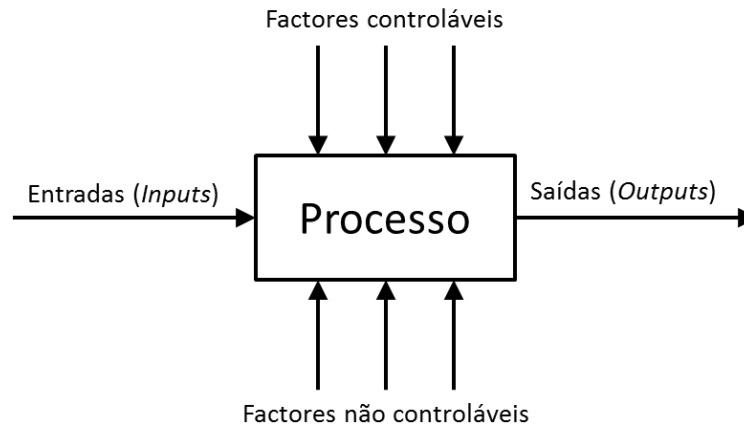 Factores controláveis
Entradas (Inputs)
Processo
Saídas (Outputs)
Factores não controláveis